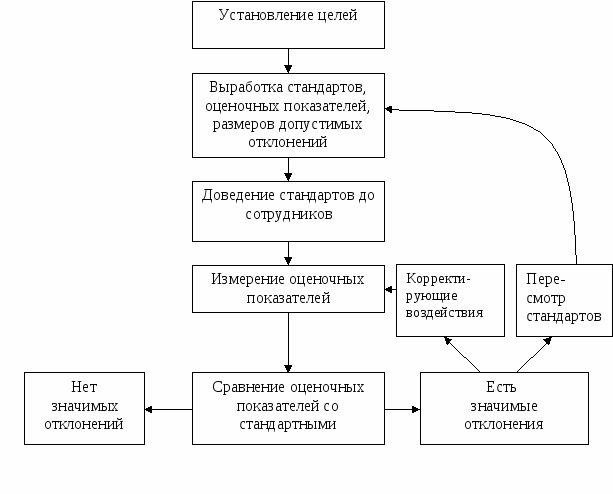 Установление целей
Выработка стандартов,
оценочных показателей,
размеров допустимых
отклонений
Доведение стандартов до
сотрудников
Измерение оценочных
показателей
Корректи-
рующие
воздействия
Пере-
смотр
стандартов
Нет
значимых
отклонений
Сравнение оценочных
показателей со
стандартными
Есть
значимые
отклонения